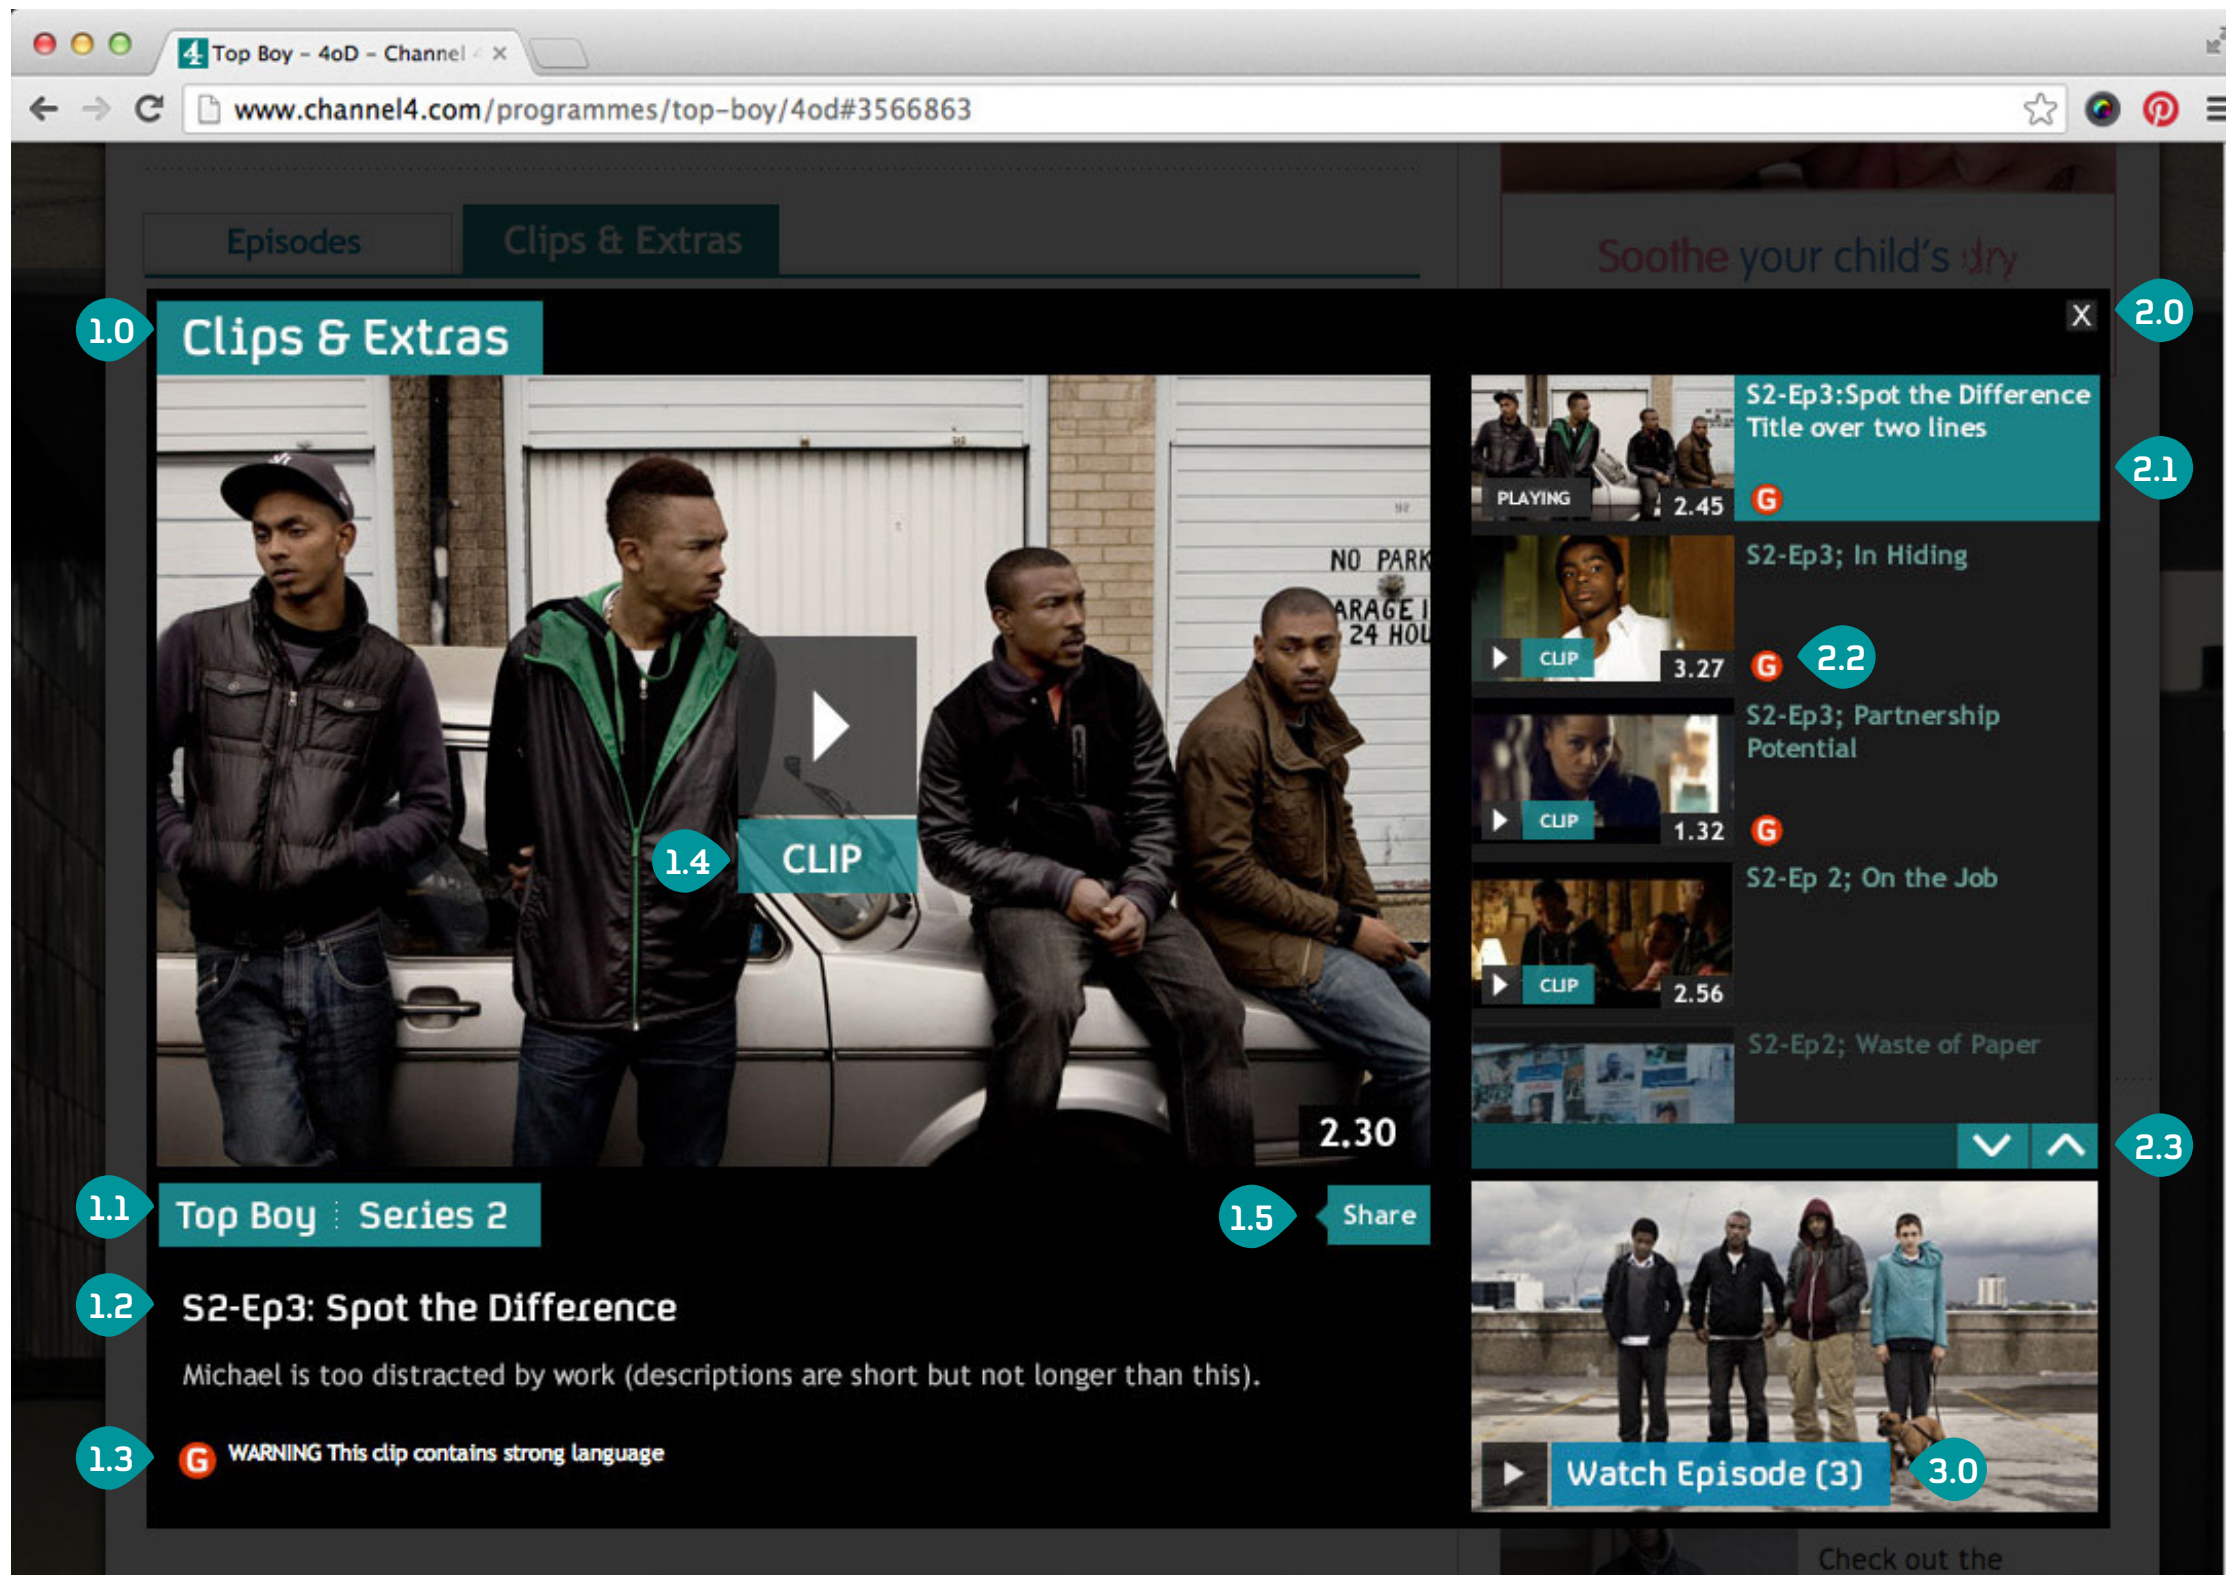 Top Boy – 4oD – Channel
www.channel4.com/programmes/top-boy/4od#3566863
Episodes
Clips & Extras
Soothe your child's dry
1.0
Clips & Extras
X
2.0
S2-Ep3:Spot the Difference
Title over two lines
2.1
PLAYING
2.45
G
NO PARK
ARAGE I
24 HOU
S2-Ep3; In Hiding
CLIP
3.27
G
2.2
S2-Ep3; Partnership
Potential
CLIP
1.32
G
1.4
CLIP
S2-Ep 2; On the Job
CLIP
2.56
S2-Ep2; Waste of Paper
2.30
2.3
1.1
Top Boy Series 2
1.5
Share
1.2
S2-Ep3: Spot the Difference
Michael is too distracted by work (descriptions are short but not longer than this).
1.3
G WARNING This clip contains strong language
Watch Episode (3)
3.0
Check out the